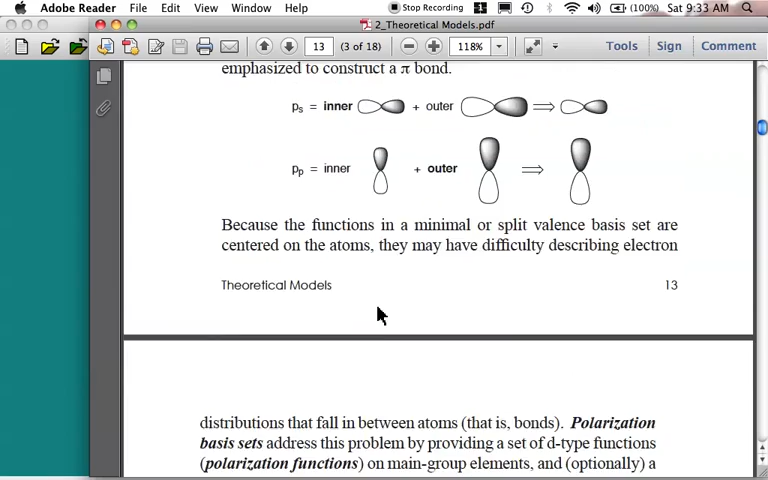 Adobe Reader File Edit View Window Help Stop Recording (100%) Sat 9:33 AM
2_Theoretical Models.pdf
13 (3 of 18) 118% Tools Sign Comment
emphasized to construct a π bond.
ps = inner + outer ⟹
pp = inner + outer ⟹
Because the functions in a minimal or split valence basis set are
centered on the atoms, they may have difficulty describing electron
Theoretical Models 13
distributions that fall in between atoms (that is, bonds). Polarization
basis sets address this problem by providing a set of d-type functions
(polarization functions) on main-group elements, and (optionally) a